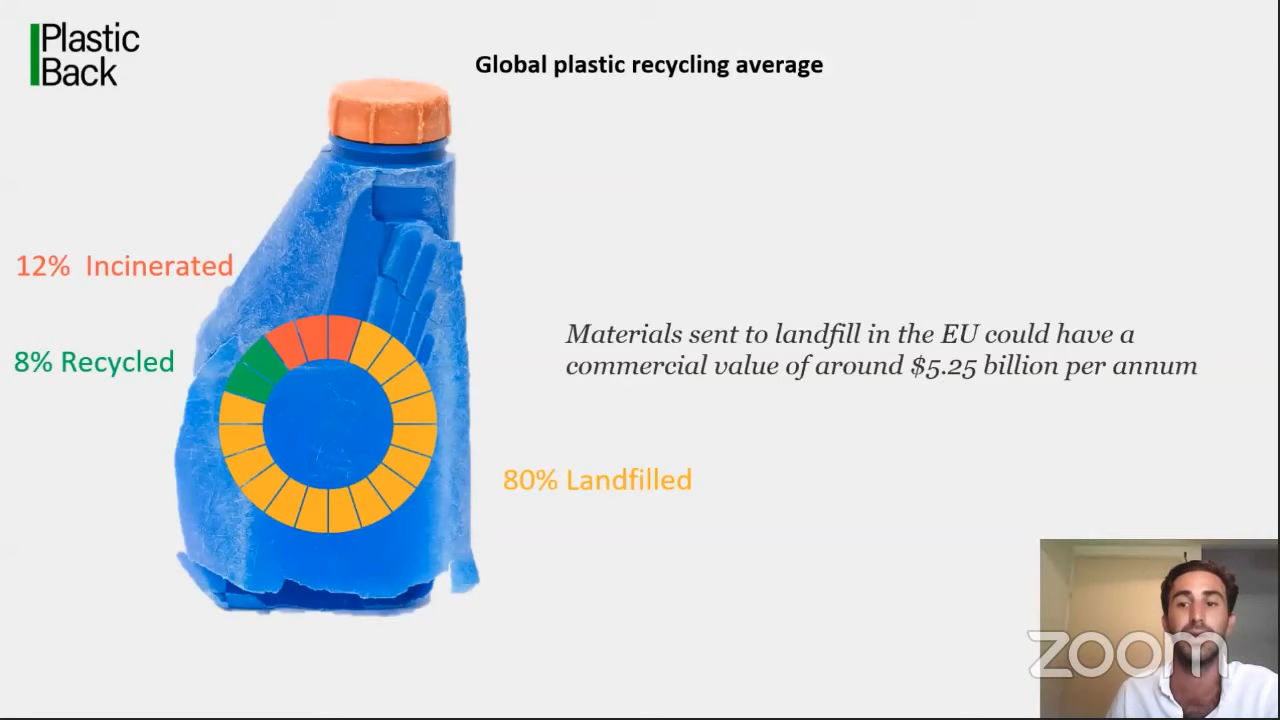 Plastic
Back
Global plastic recycling average
12% Incinerated
8% Recycled
Materials sent to landfill in the EU could have a
commercial value of around $5.25 billion per annum
80% Landfilled
zoom